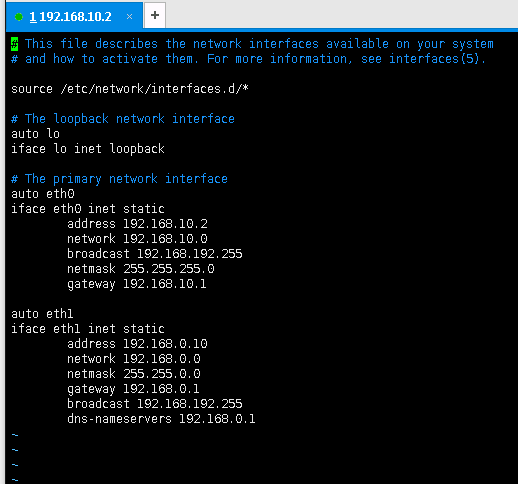 1 192.168.10.2 × +
# This file describes the network interfaces available on your system
# and how to activate them. For more information, see interfaces(5).
source /etc/network/interfaces.d/*
# The loopback network interface
auto lo
iface lo inet loopback
# The primary network interface
auto eth0
iface eth0 inet static
address 192.168.10.2
network 192.168.10.0
broadcast 192.168.192.255
netmask 255.255.255.0
gateway 192.168.10.1
auto eth1
iface eth1 inet static
address 192.168.0.10
network 192.168.0.0
netmask 255.255.0.0
gateway 192.168.0.1
broadcast 192.168.192.255
dns-nameservers 192.168.0.1
~
~
~
~